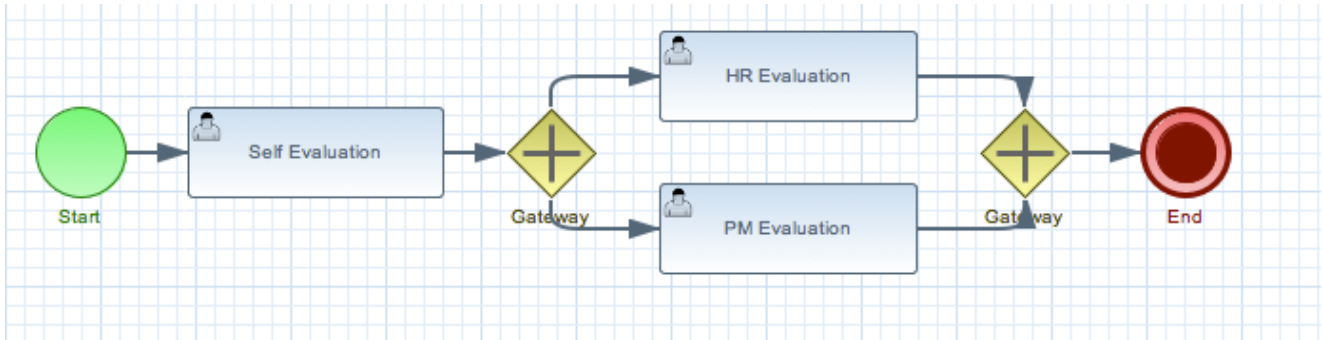 Start
Self Evaluation
Gateway
HR Evaluation
PM Evaluation
Gateway
End